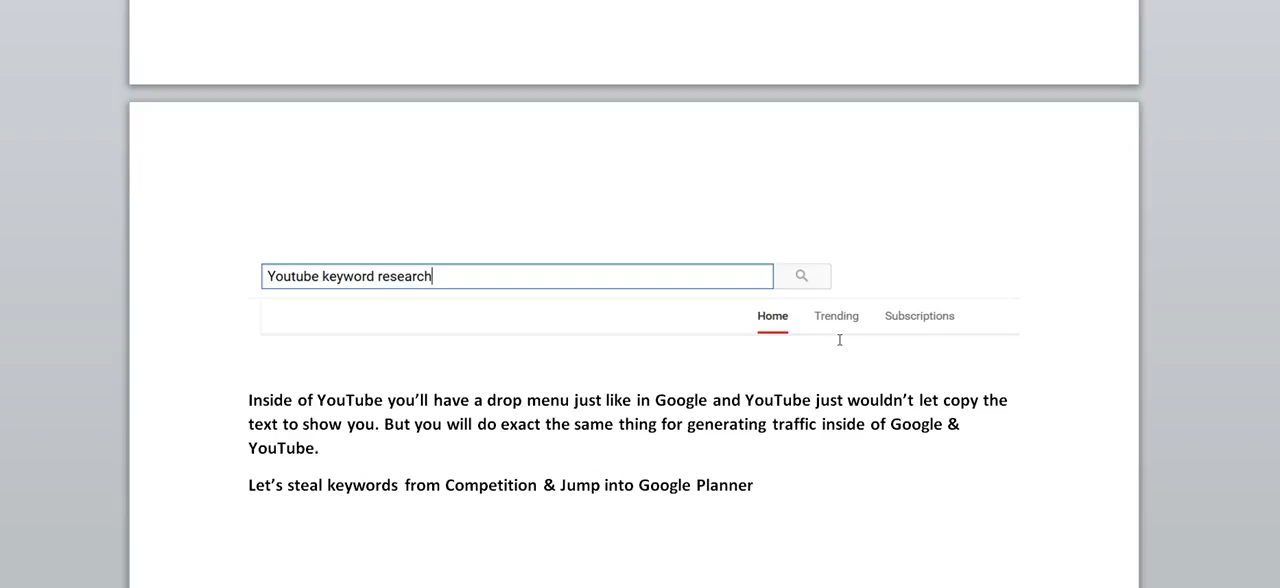 Youtube keyword research
Home Trending Subscriptions
Inside of YouTube you’ll have a drop menu just like in Google and YouTube just wouldn’t let copy the
text to show you. But you will do exact the same thing for generating traffic inside of Google &
YouTube.
Let’s steal keywords from Competition & Jump into Google Planner